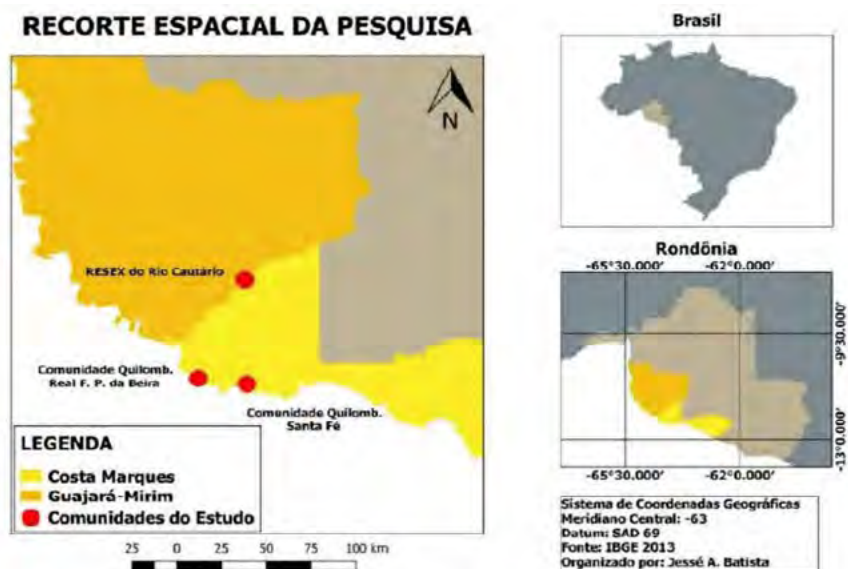 RECORTE ESPACIAL DA PESQUISA
N
RESEX do Rio Cautário
Comunidade Quilomb.
Real F. P. da Beira
Comunidade Quilomb.
Santa Fé
LEGENDA
Costa Marques
Guajará-Mirim
Comunidades do Estudo
25 0 25 50 75 100 km
Brasil
Rondônia
-65°30.000' -62°0.000'
-9°30.000'
-13°0.000'
-65°30.000' -62°0.000'
Sistema de Coordenadas Geográficas
Meridiano Central: -63
Datum: SAD 69
Fonte: IBGE 2013
Organizado por: Jessé A. Batista